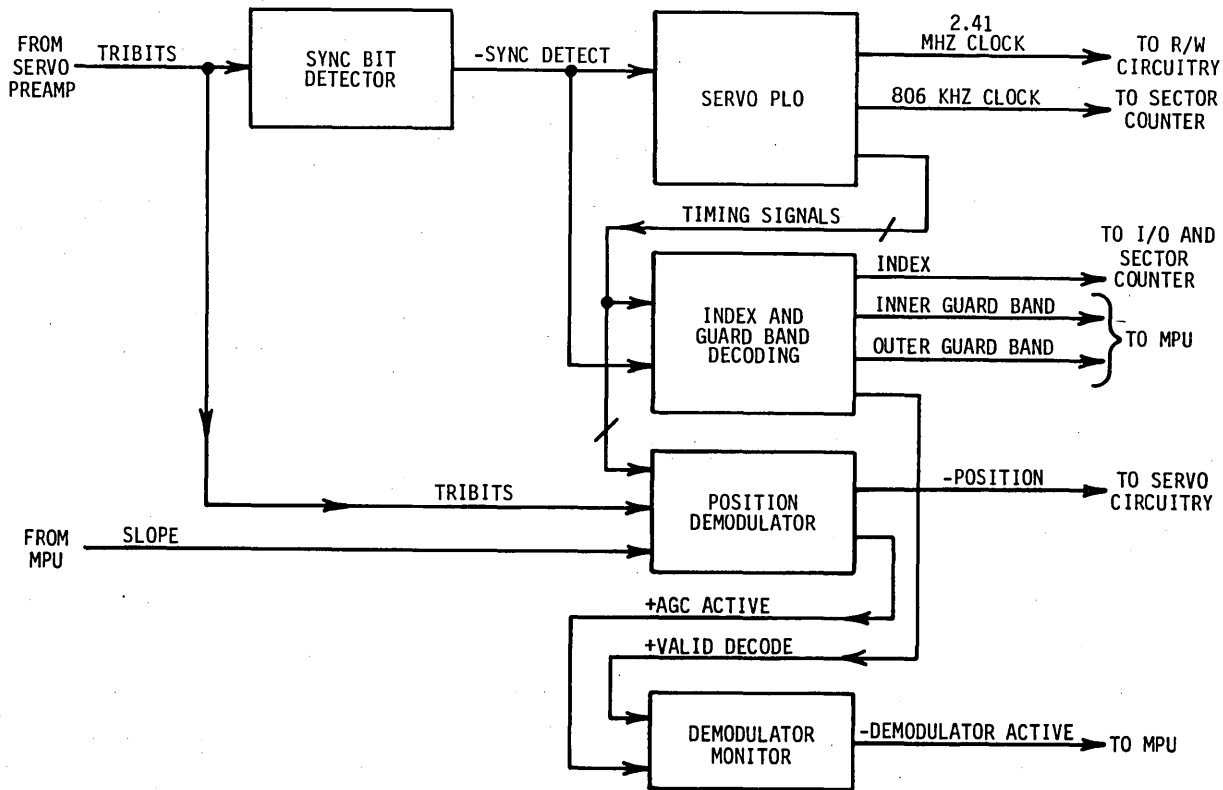 FROM
SERVO
PREAMP
TRIBITS
SYNC BIT
DETECTOR
-SYNC DETECT
SERVO PLO
2.41
MHZ CLOCK
TO R/W
CIRCUITRY
806 KHZ CLOCK
TO SECTOR
COUNTER
TIMING SIGNALS
INDEX AND
GUARD BAND
DECODING
INDEX
TO I/O AND
SECTOR
COUNTER
INNER GUARD BAND
OUTER GUARD BAND
TO MPU
TRIBITS
FROM
MPU
SLOPE
POSITION
DEMODULATOR
-POSITION
TO SERVO
CIRCUITRY
+AGC ACTIVE
+VALID DECODE
DEMODULATOR
MONITOR
-DEMODULATOR ACTIVE
TO MPU